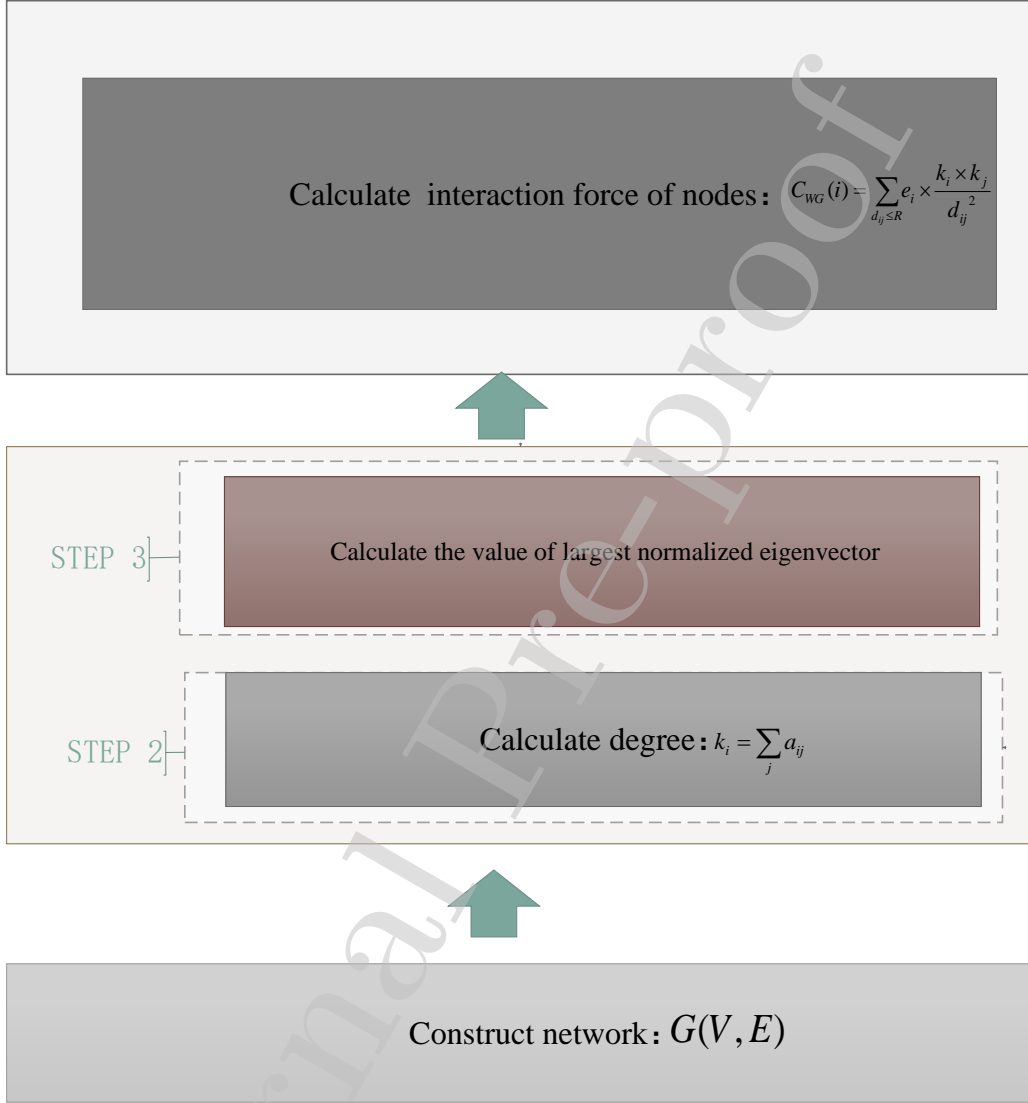 Calculate interaction force of nodes: C_{WG}(i) = \sum_{d_{ij} \leq R} e_i \times \frac{k_i \times k_j}{d_{ij}^2}
STEP 3
Calculate the value of largest normalized eigenvector
STEP 2
Calculate degree: k_i = \sum_j a_{ij}
Construct network: G(V, E)
rnal Pre-proof